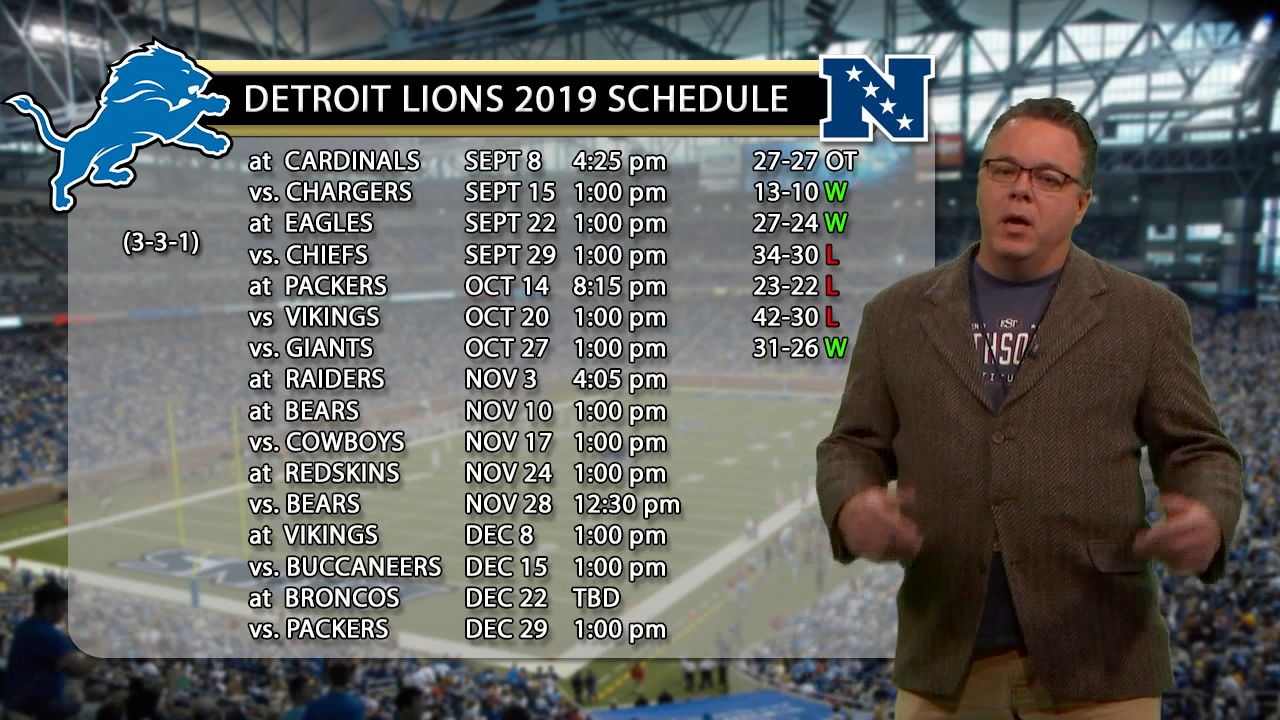 DETROIT LIONS 2019 SCHEDULE
(3-3-1)
at CARDINALS SEPT 8 4:25 pm 27-27 OT
vs. CHARGERS SEPT 15 1:00 pm 13-10 W
at EAGLES SEPT 22 1:00 pm 27-24 W
vs. CHIEFS SEPT 29 1:00 pm 34-30 L
at PACKERS OCT 14 8:15 pm 23-22 L
vs VIKINGS OCT 20 1:00 pm 42-30 L
vs. GIANTS OCT 27 1:00 pm 31-26 W
at RAIDERS NOV 3 4:05 pm
at BEARS NOV 10 1:00 pm
vs. COWBOYS NOV 17 1:00 pm
at REDSKINS NOV 24 1:00 pm
vs. BEARS NOV 28 12:30 pm
at VIKINGS DEC 8 1:00 pm
vs. BUCCANEERS DEC 15 1:00 pm
at BRONCOS DEC 22 TBD
vs. PACKERS DEC 29 1:00 pm
N
EST